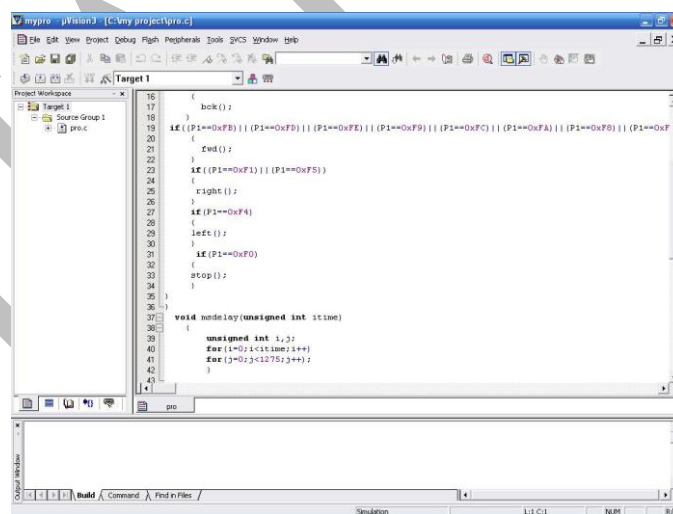 mypro - µVision3 - [C:\my project\pro.c]
File Edit View Project Debug Flash Peripherals Tools SVCS Window Help
Target 1
Project Workspace
Target 1
Source Group 1
pro.c
16 {
17 bck();
18 }
19 if((P1==0xFB)||(P1==0xFD)||(P1==0xFE)||(P1==0xF9)||(P1==0xFC)||(P1==0xFA)||(P1==0xF8)||(P1==0xF
20 {
21 fwd();
22 }
23 if((P1==0xF1)||(P1==0xF5))
24 {
25 right();
26 }
27 if(P1==0xF4)
28 {
29 left();
30 }
31 if(P1==0xF0)
32 {
33 stop();
34 }
35 }
36 }
37 void msdelay(unsigned int itime)
38 {
39 unsigned int i,j;
40 for(i=0;i<itime;i++)
41 for(j=0;j<1275;j++);
42 }
43
pro
Output Window
Build Command Find in Files
Simulation L:1 C:1 NUM